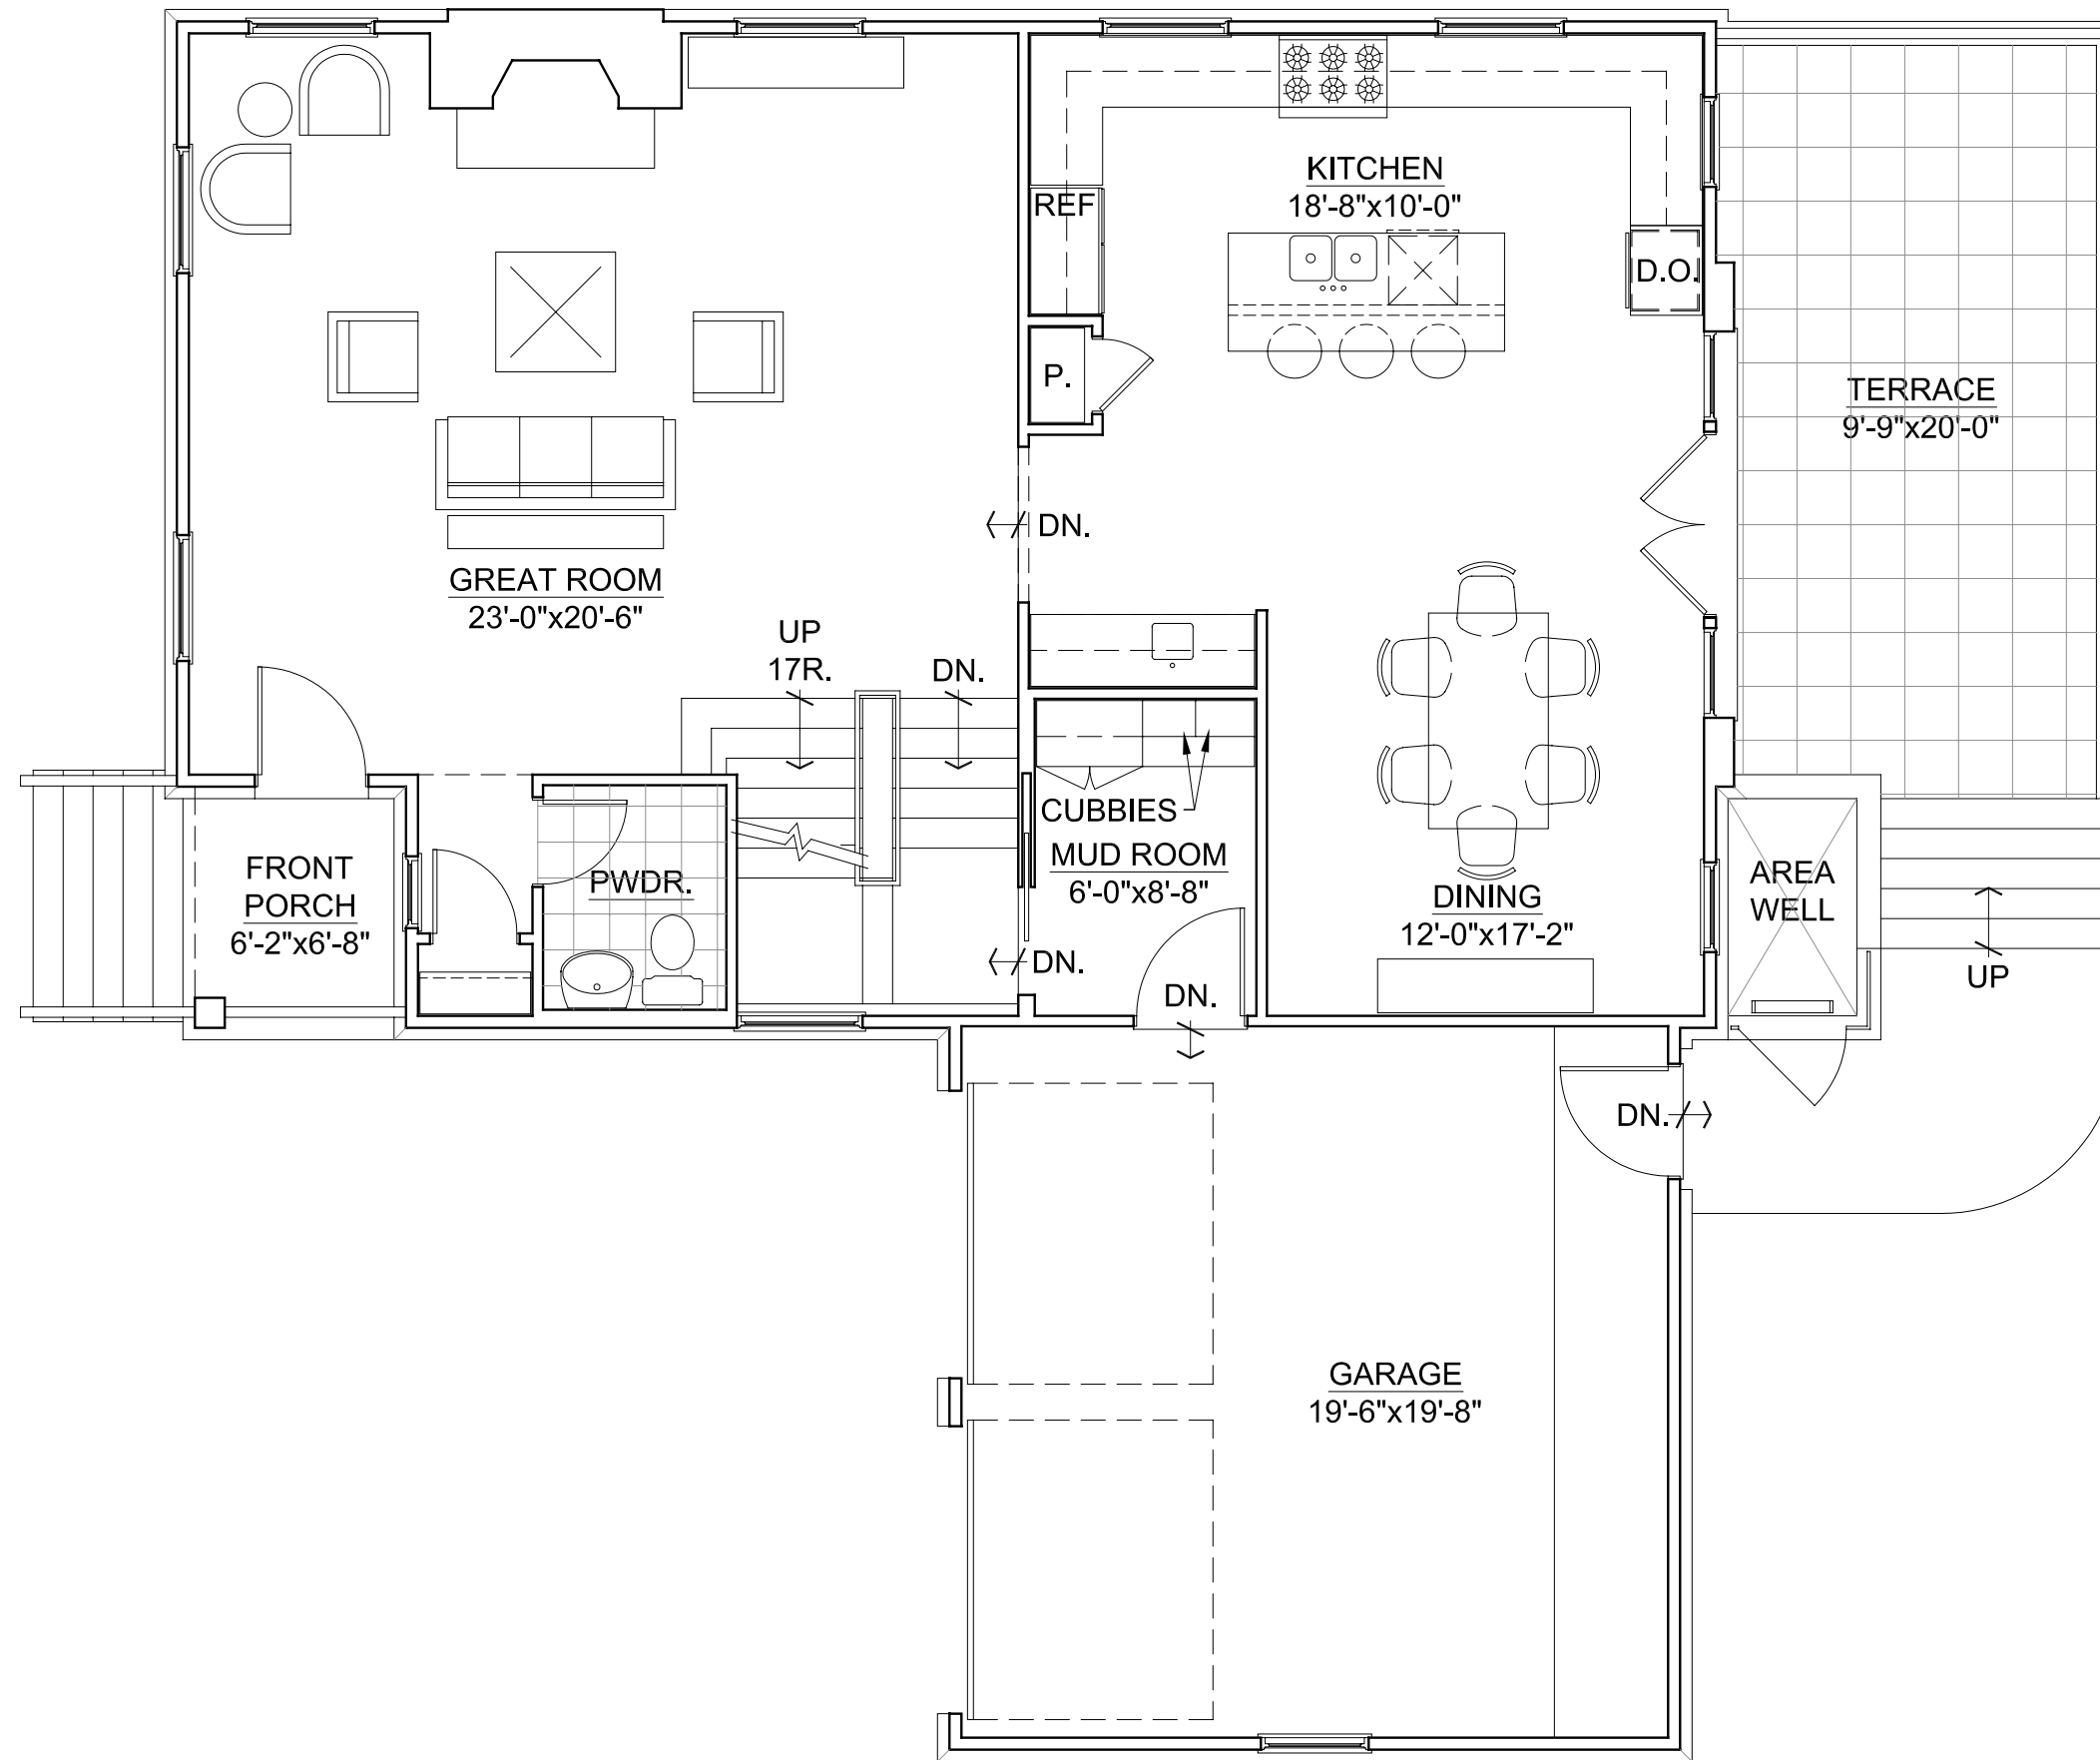 KITCHEN
18'-8"x10'-0"
REF
D.O.
P.
TERRACE
9'-9"x20'-0"
DN.
GREAT ROOM
23'-0"x20'-6"
UP
17R.
DN.
CUBBIES
MUD ROOM
6'-0"x8'-8"
FRONT
PORCH
6'-2"x6'-8"
PWDR.
DINING
12'-0"x17'-2"
AREA
WELL
DN.
DN.
UP
DN.
GARAGE
19'-6"x19'-8"